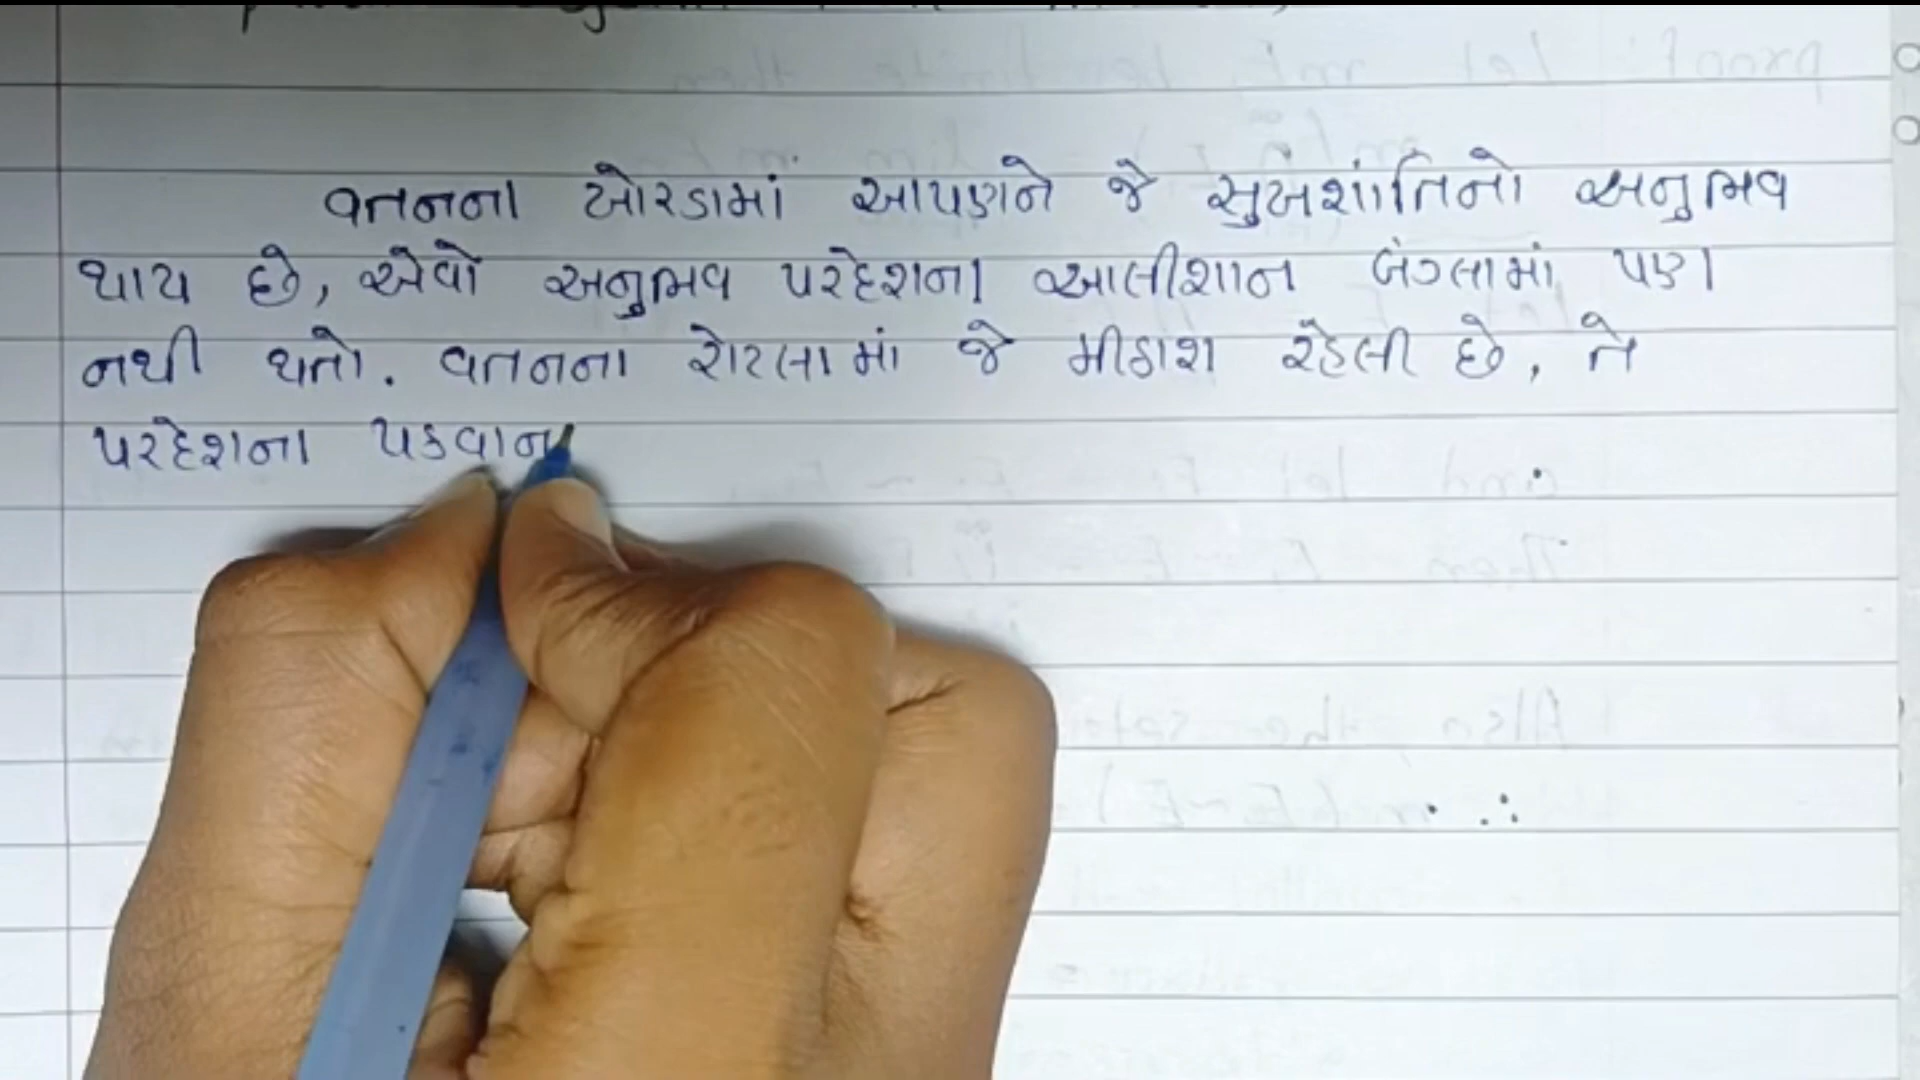 વતનના ઓરડામાં આપણને જે સુખશાંતિનો અનુભવ
થાય છે, એવો અનુભવ પરદેશના આલીશાન બંગલામાં પણ
નથી થતો. વતનના રોટલામાં જે મીઠાશ રહેલી છે, તે
પરદેશના પકવાન